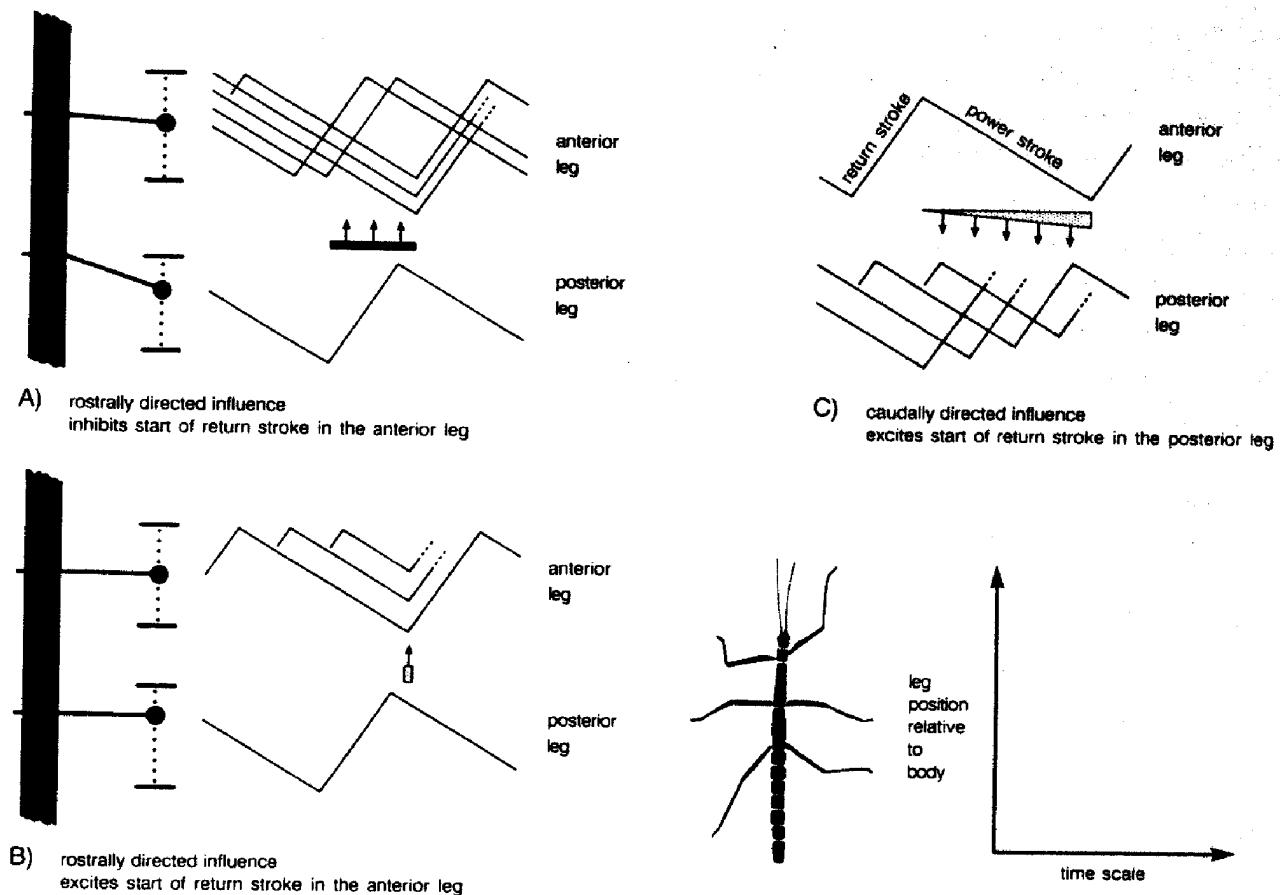 anterior
leg
posterior
leg
A) rostrally directed influence
inhibits start of return stroke in the anterior leg
return stroke
power stroke
anterior
leg
posterior
leg
C) caudally directed influence
excites start of return stroke in the posterior leg
anterior
leg
posterior
leg
B) rostrally directed influence
excites start of return stroke in the anterior leg
leg
position
relative
to
body
time scale